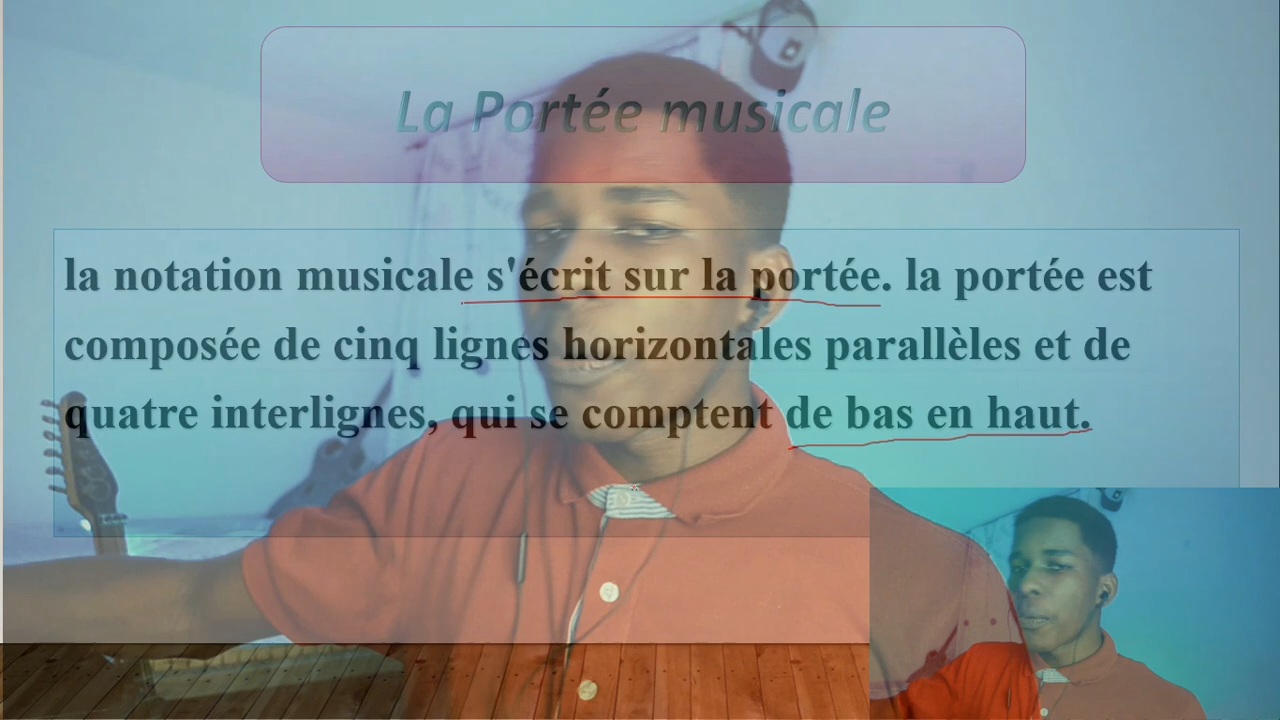 La Portée musicale
la notation musicale s'écrit sur la portée. la portée est
composée de cinq lignes horizontales parallèles et de
quatre interlignes, qui se comptent de bas en haut.